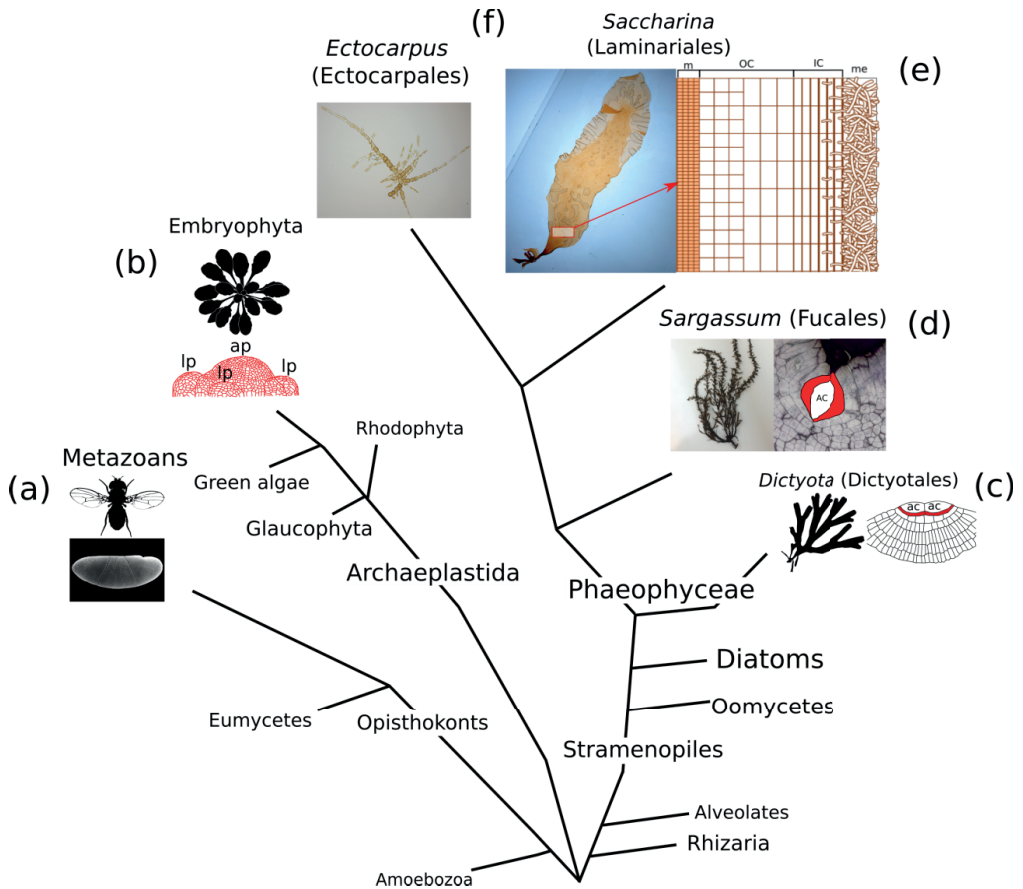 (f)
Saccharina
(Laminariales)
Ectocarpus
(Ectocarpales)
(e)
m
OC
IC
me
Embryophyta
(b)
ap
lp
lp
lp
Sargassum (Fucales)
(d)
AC
Rhodophyta
Metazoans
(a)
Green algae
Glaucophyta
Dictyota (Dictyotales)
(c)
ac
ac
Archaeplastida
Phaeophyceae
Diatoms
Oomycetes
Eumycetes
Opisthokonts
Stramenopiles
Alveolates
Rhizaria
Amoebozoa